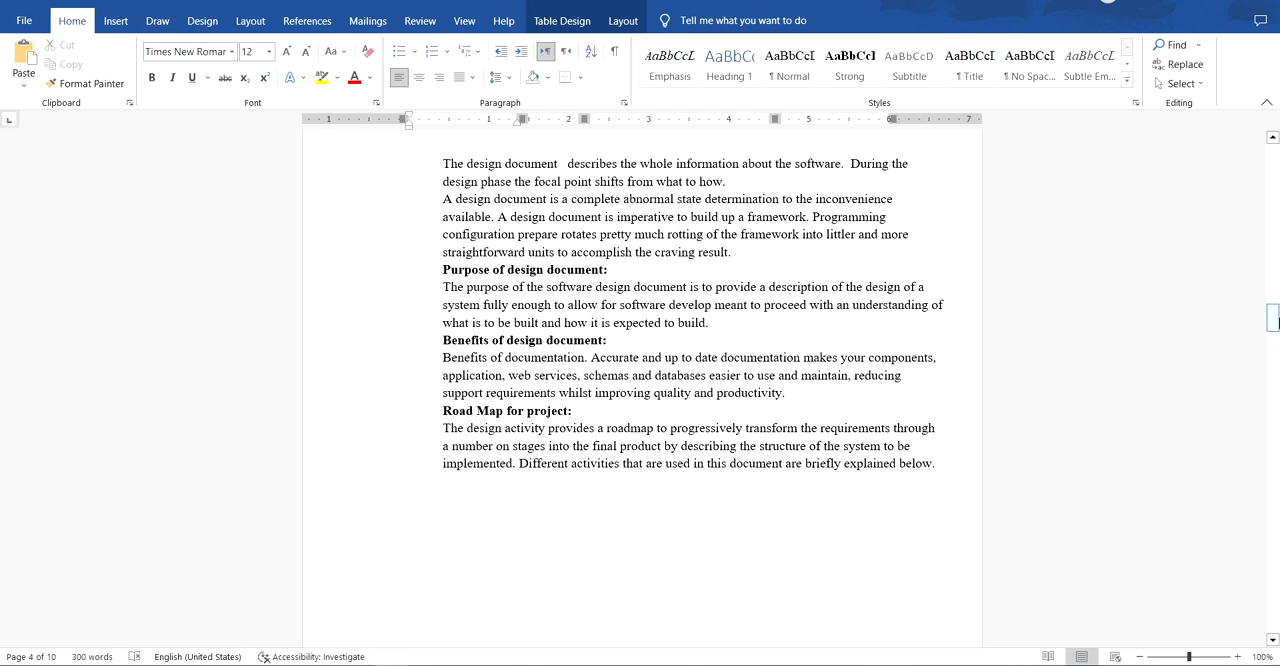 File Home Insert Draw Design Layout References Mailings Review View Help Table Design Layout Tell me what you want to do
Paste
Cut
Copy
Format Painter
Clipboard
Times New Roman 12
Font
Paragraph
AaBbCcL AaBbC( AaBbCcI AaBbCcI AaBbCcD AaBbCcI AaBbCcI AaBbCcL
Emphasis Heading 1 ¶ Normal Strong Subtitle ¶ Title ¶ No Spac... Subtle Em...
Styles
Find
Replace
Select
Editing
1 1 2 3 4 5 6 7
The design document   describes the whole information about the software.  During the
design phase the focal point shifts from what to how.
A design document is a complete abnormal state determination to the inconvenience
available. A design document is imperative to build up a framework. Programming
configuration prepare rotates pretty much rotting of the framework into littler and more
straightforward units to accomplish the craving result.
Purpose of design document:
The purpose of the software design document is to provide a description of the design of a
system fully enough to allow for software develop meant to proceed with an understanding of
what is to be built and how it is expected to build.
Benefits of design document:
Benefits of documentation. Accurate and up to date documentation makes your components,
application, web services, schemas and databases easier to use and maintain, reducing
support requirements whilst improving quality and productivity.
Road Map for project:
The design activity provides a roadmap to progressively transform the requirements through
a number on stages into the final product by describing the structure of the system to be
implemented. Different activities that are used in this document are briefly explained below.
Page 4 of 10 300 words English (United States) Accessibility: Investigate 100%